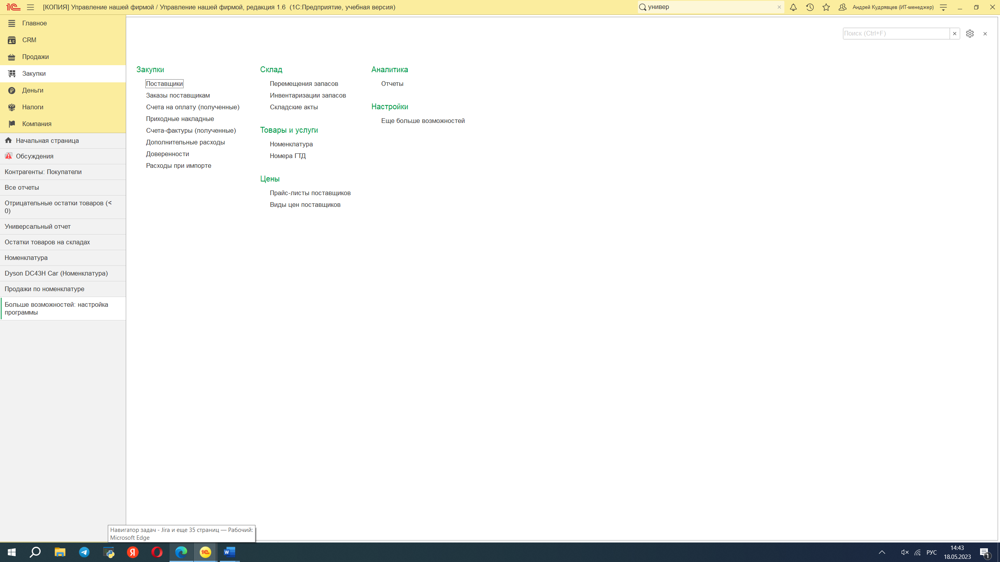 [КОПИЯ] Управление нашей фирмой / Управление нашей фирмой, редакция 1.6 (1С:Предприятие, учебная версия)
универ
Андрей Кудрявцев (ИТ-менеджер)
Главное
CRM
Продажи
Закупки
Деньги
Налоги
Компания
Начальная страница
Обсуждения
Контрагенты: Покупатели
Все отчеты
Отрицательные остатки товаров (<
0)
Универсальный отчет
Остатки товаров на складах
Номенклатура
Dyson DC43H Car (Номенклатура)
Продажи по номенклатуре
Больше возможностей: настройка
программы
Поиск (Ctrl+F)
Закупки
Поставщики
Заказы поставщикам
Счета на оплату (полученные)
Приходные накладные
Счета-фактуры (полученные)
Дополнительные расходы
Доверенности
Расходы при импорте
Склад
Перемещения запасов
Инвентаризации запасов
Складские акты
Товары и услуги
Номенклатура
Номера ГТД
Цены
Прайс-листы поставщиков
Виды цен поставщиков
Аналитика
Отчеты
Настройки
Еще больше возможностей
Навигатор задач - Jira и еще 35 страниц — Рабочий:
Microsoft Edge
РУС
14:43
18.05.2023
1